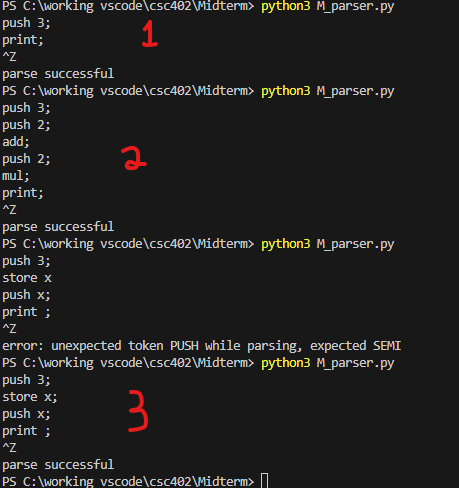 PS C:\working vscode\csc402\Midterm> python3 M_parser.py
push 3;
print;
1
^Z
parse successful
PS C:\working vscode\csc402\Midterm> python3 M_parser.py
push 3;
push 2;
add;
push 2;
2
mul;
print;
^Z
parse successful
PS C:\working vscode\csc402\Midterm> python3 M_parser.py
push 3;
store x
push x;
print ;
^Z
error: unexpected token PUSH while parsing, expected SEMI
PS C:\working vscode\csc402\Midterm> python3 M_parser.py
push 3;
store x;
push x;
3
print ;
^Z
parse successful
PS C:\working vscode\csc402\Midterm>